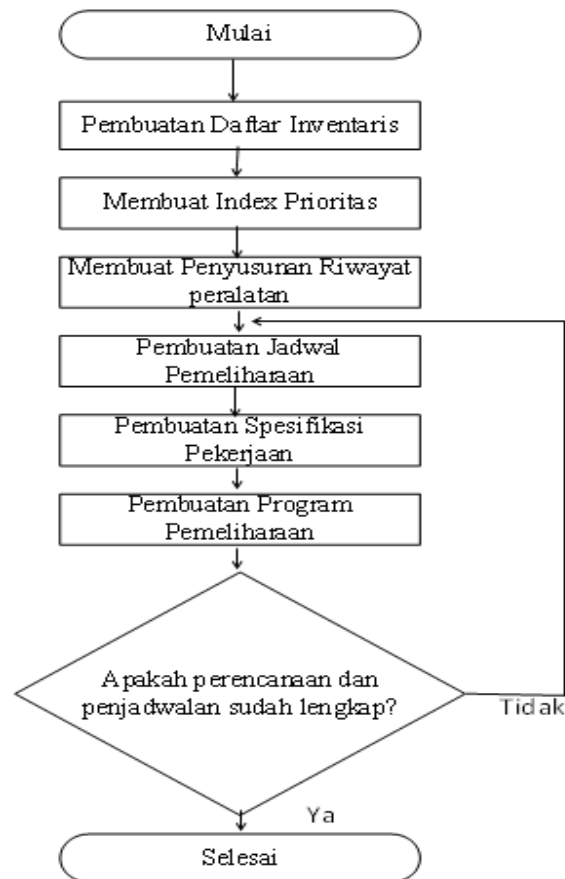 Mulai
Pembuatan Daftar Inventaris
Membuat Index Prioritas
Membuat Penyusunan Riwayat
peralatan
Pembuatan Jadwal
Pemeliharaan
Pembuatan Spesifikasi
Pekerjaan
Pembuatan Program
Pemeliharaan
Apakah perencanaan dan
penjadwalan sudah lengkap?
Tidak
Ya
Selesai